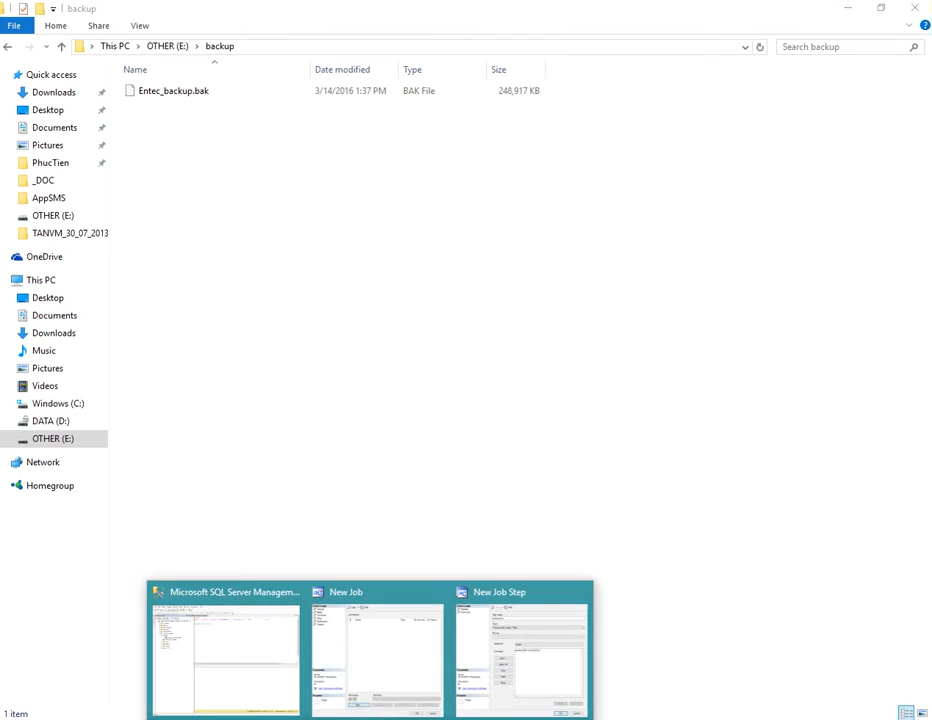 backup
File Home Share View
This PC OTHER (E:) backup
Search backup
Name Date modified Type Size
Entec_backup.bak 3/14/2016 1:37 PM BAK File 248,917 KB
Quick access
Downloads
Desktop
Documents
Pictures
PhucTien
_DOC
AppSMS
OTHER (E:)
TANVM_30_07_2013
OneDrive
This PC
Desktop
Documents
Downloads
Music
Pictures
Videos
Windows (C:)
DATA (D:)
OTHER (E:)
Network
Homegroup
Microsoft SQL Server Managem... New Job New Job Step
1 item